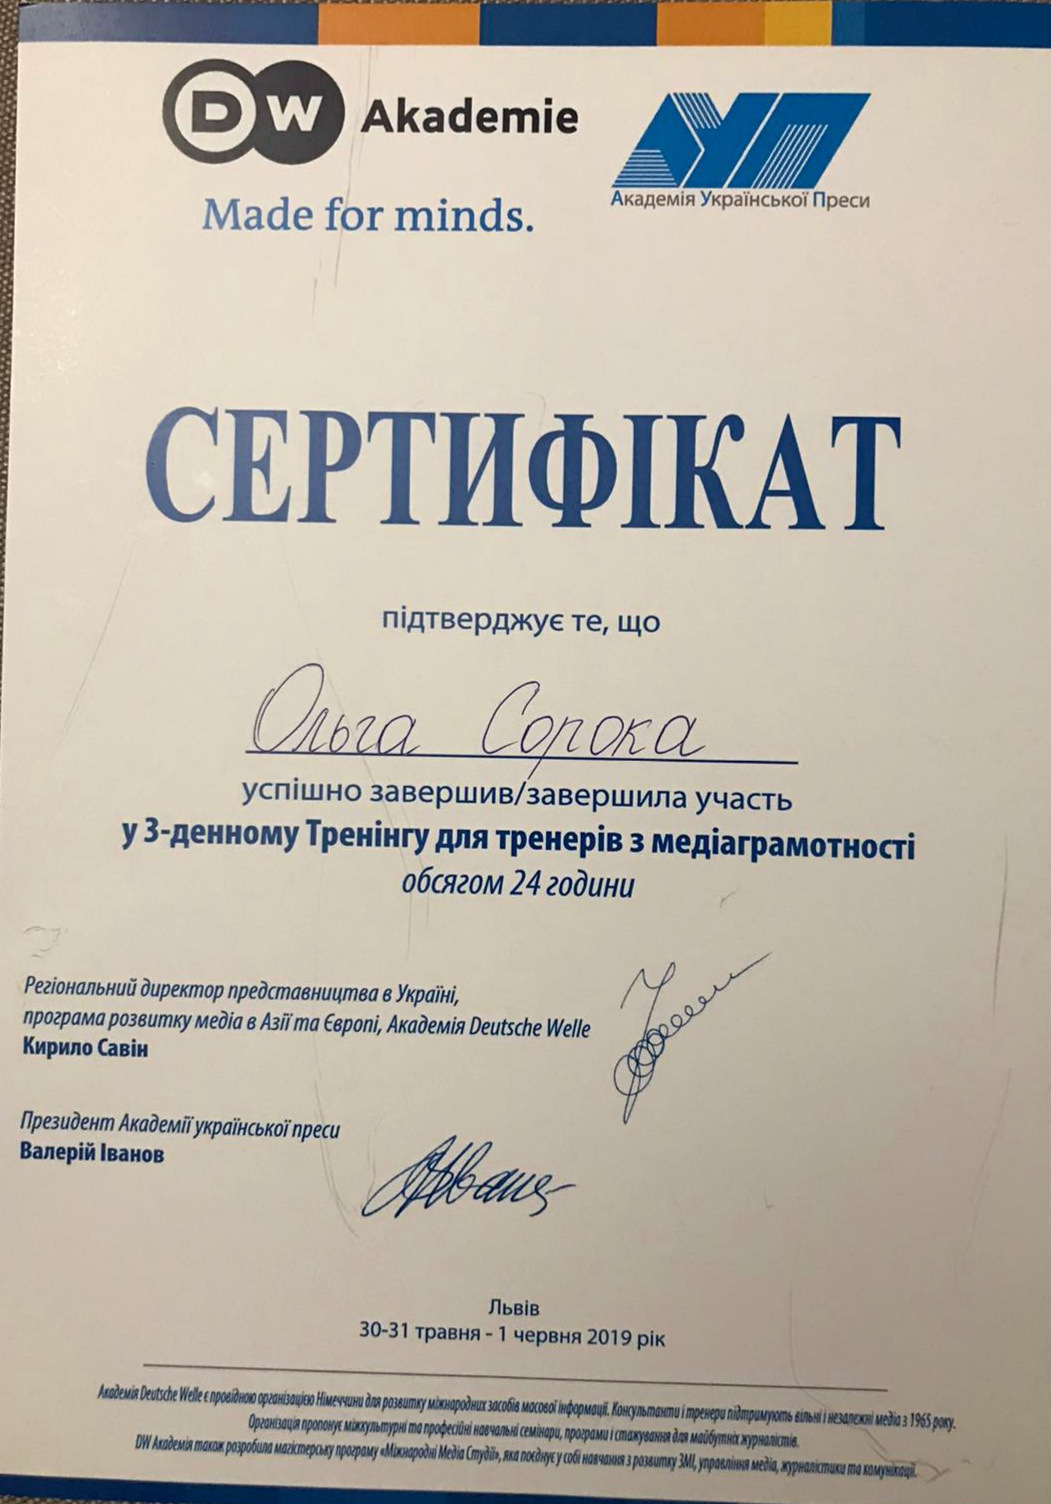 DW Akademie
Made for minds.
АУП
Академія Української Преси
СЕРТИФІКАТ
підтверджує те, що
Ольга Сорока
успішно завершив/завершила участь
у 3-денному Тренінгу для тренерів з медіаграмотності
обсягом 24 години
Регіональний директор представництва в Україні,
програма розвитку медіа в Азії та Європі, Академія Deutsche Welle
Кирило Савін
Президент Академії української преси
Валерій Іванов
Львів
30-31 травня - 1 червня 2019 рік
Академія Deutsche Welle є провідною організацією Німеччини для розвитку міжнародних засобів масової інформації. Консультанти і тренери підтримують вільні і незалежні медіа з 1965 року.
Організація пропонує міжкультурні та професійні навчальні семінари, програми і стажування для майбутніх журналістів.
DW Академія також розробила магістерську програму «Міжнародні Медіа Студії», яка поєднує у собі навчання з розвитку ЗМІ, управління медіа, журналістики та комунікації.